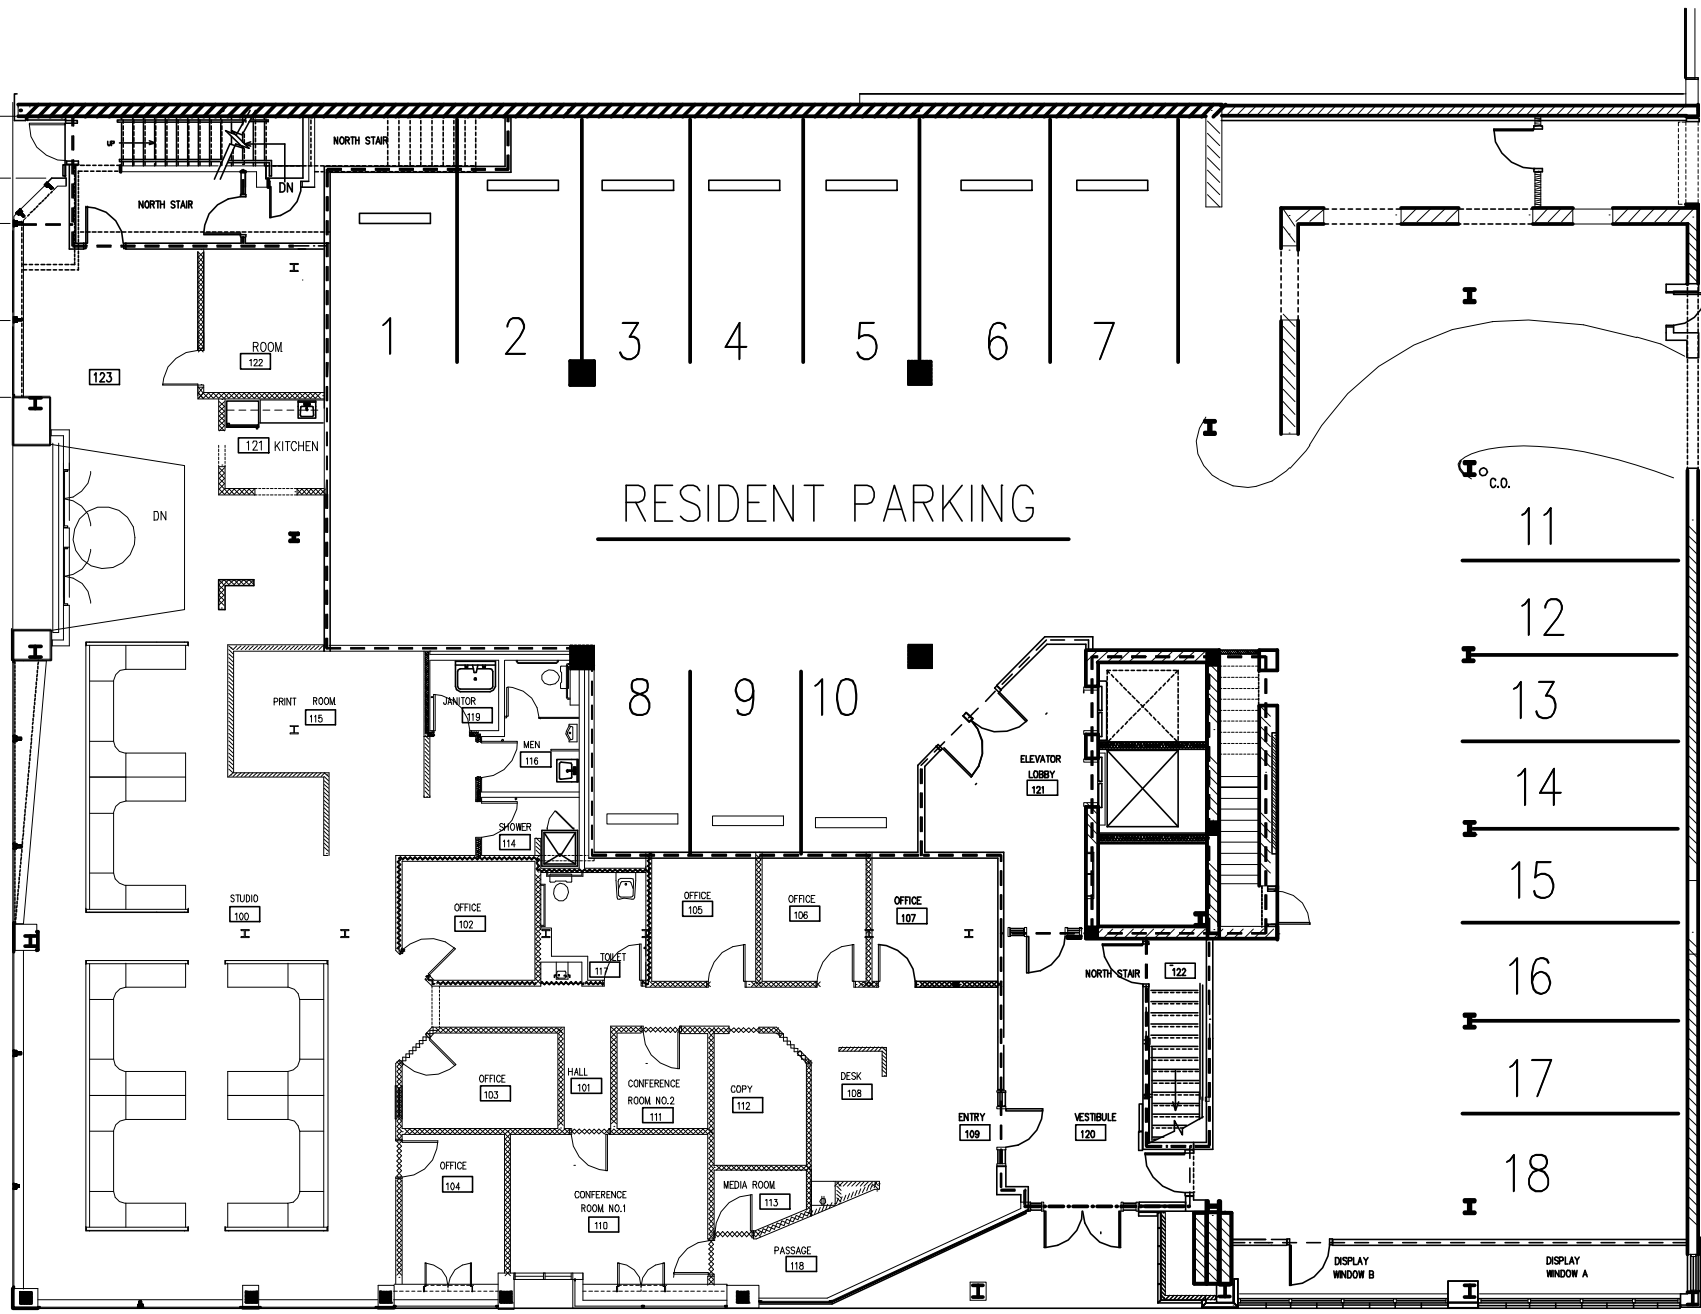 UP
NORTH STAIR
DN
NORTH STAIR
1
2
3
4
5
6
7
ROOM
122
123
121 KITCHEN
DN
RESIDENT PARKING
C.O.
11
12
13
14
15
16
17
18
8
9
10
PRINT ROOM
115
JANITOR
119
MEN
116
SHOWER
114
ELEVATOR
LOBBY
121
STUDIO
100
OFFICE
102
TOILET
117
OFFICE
105
OFFICE
106
OFFICE
107
NORTH STAIR
122
OFFICE
103
HALL
101
CONFERENCE
ROOM NO.2
111
COPY
112
DESK
108
ENTRY
109
VESTIBULE
120
OFFICE
104
CONFERENCE
ROOM NO.1
110
MEDIA ROOM
113
PASSAGE
118
DISPLAY
WINDOW B
DISPLAY
WINDOW A